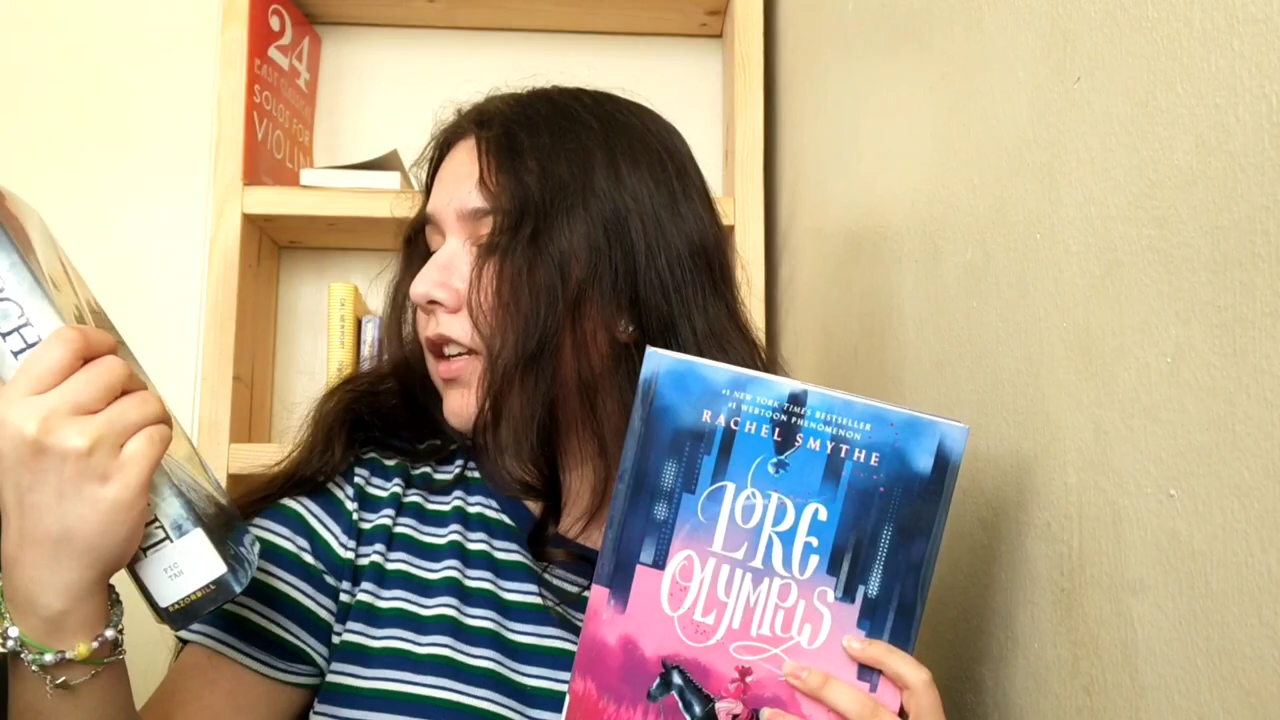 24
EASY CLASSICAL
SOLOS FOR
VIOLIN
CH
FIC
TAH
RAZORBILL
#1 NEW YORK TIMES BESTSELLER
#1 WEBTOON PHENOMENON
RACHEL SMYTHE
LORE
OLYMPUS